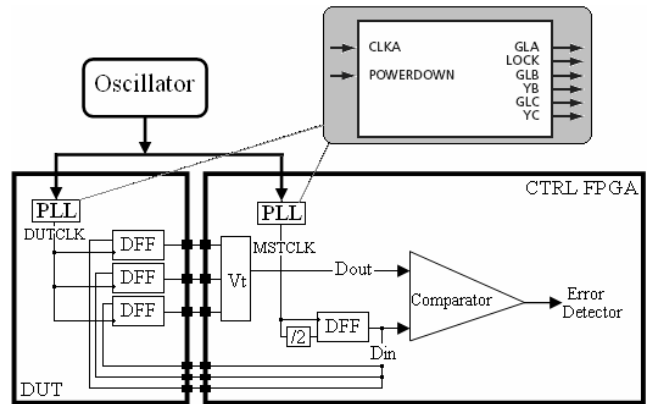 CLKA
POWERDOWN
GLA
LOCK
GLB
YB
GLC
YC
Oscillator
CTRL FPGA
PLL
DUTCLK
PLL
MSTCLK
DFF
DFF
DFF
Vt
Dout
Comparator
Error
Detector
/2
DFF
Din
DUT